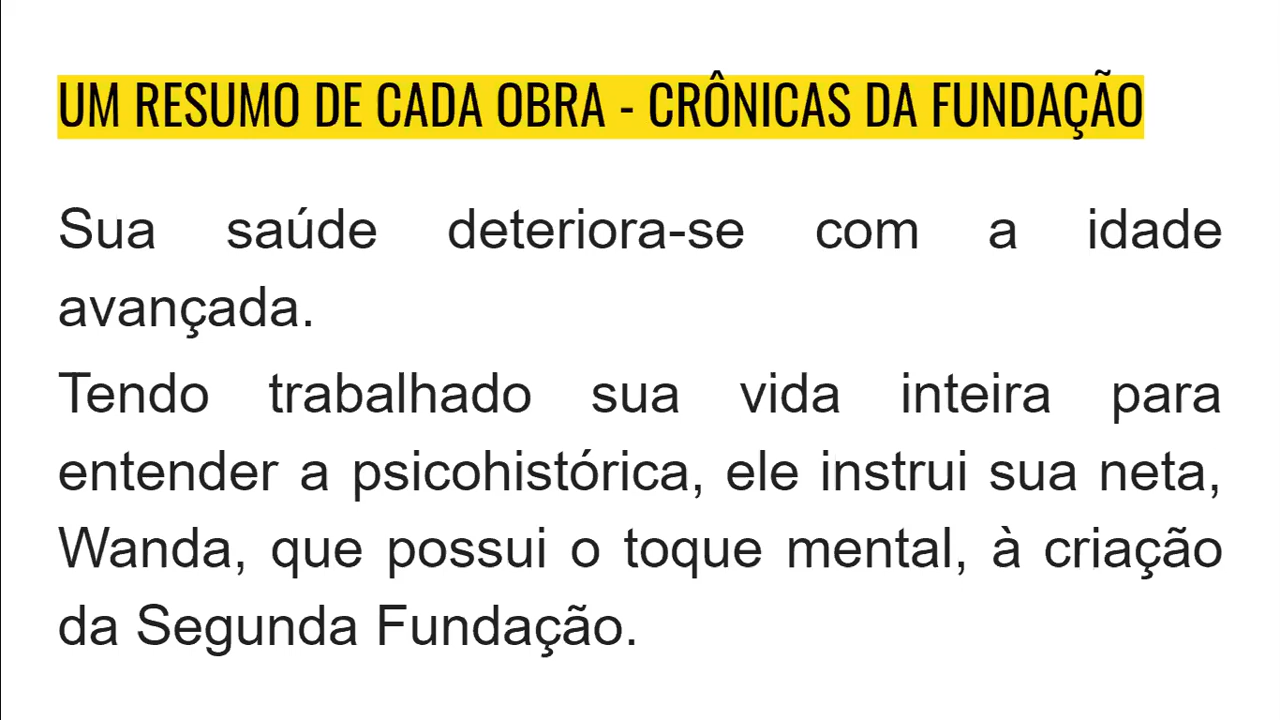 UM RESUMO DE CADA OBRA - CRÔNICAS DA FUNDAÇÃO
Sua saúde deteriora-se com a idade
avançada.
Tendo trabalhado sua vida inteira para
entender a psicohistórica, ele instrui sua neta,
Wanda, que possui o toque mental, à criação
da Segunda Fundação.